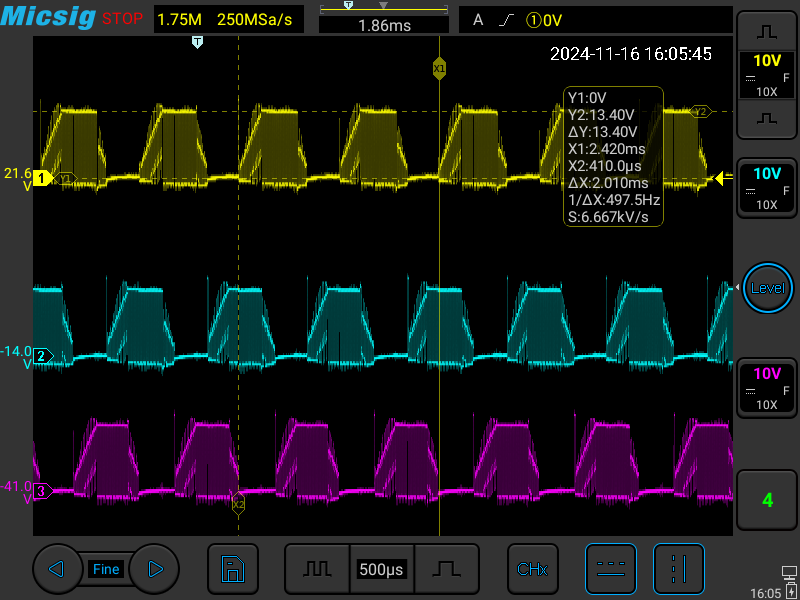 Micsig STOP 1.75M 250MSa/s T 1.86ms A ①0V
T
2024-11-16 16:05:45
X1
Y1:0V
Y2:13.40V
ΔY:13.40V
X1:2.420ms
X2:410.0µs
ΔX:2.010ms
1/ΔX:497.5Hz
S:6.667kV/s
Y2
21.6
V
1
Y1
-14.0
V
2
-41.0
V
3
X2
10V
F
10X
10V
F
10X
Level
10V
F
10X
4
Fine
500µs
CHx
16:05